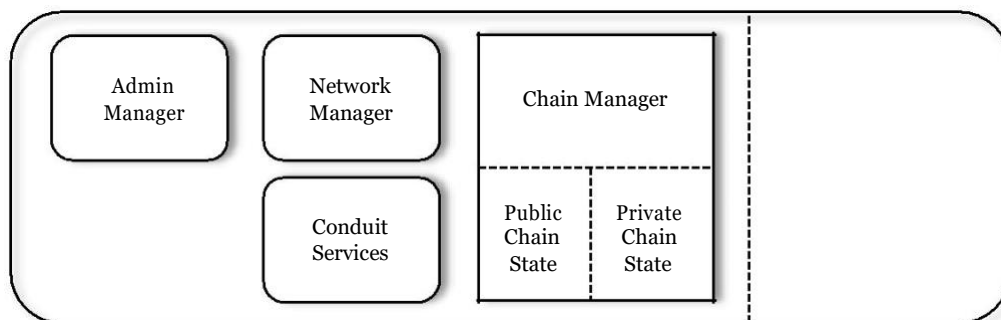 Admin
Manager
Network
Manager
Chain Manager
Conduit
Services
Public
Chain
State
Private
Chain
State